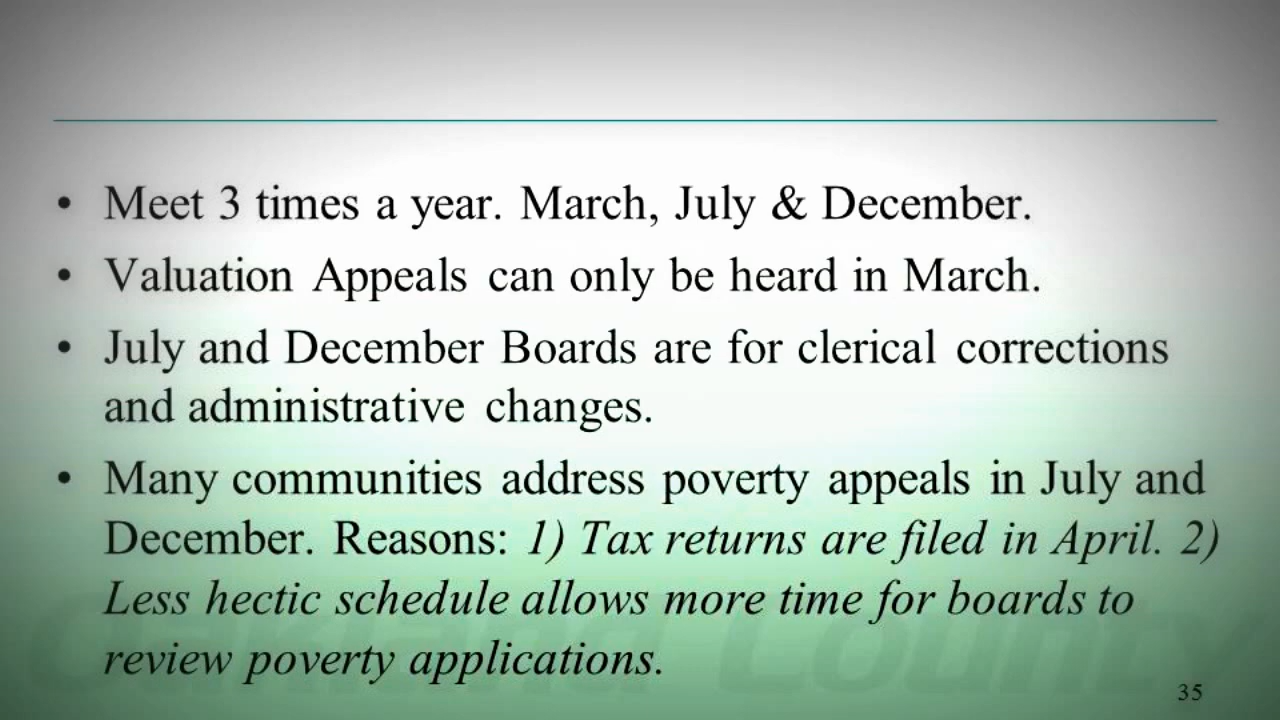 • Meet 3 times a year. March, July & December.
• Valuation Appeals can only be heard in March.
• July and December Boards are for clerical corrections
and administrative changes.
• Many communities address poverty appeals in July and
December. Reasons: 1) Tax returns are filed in April. 2)
Less hectic schedule allows more time for boards to
review poverty applications.
Oakland County
35